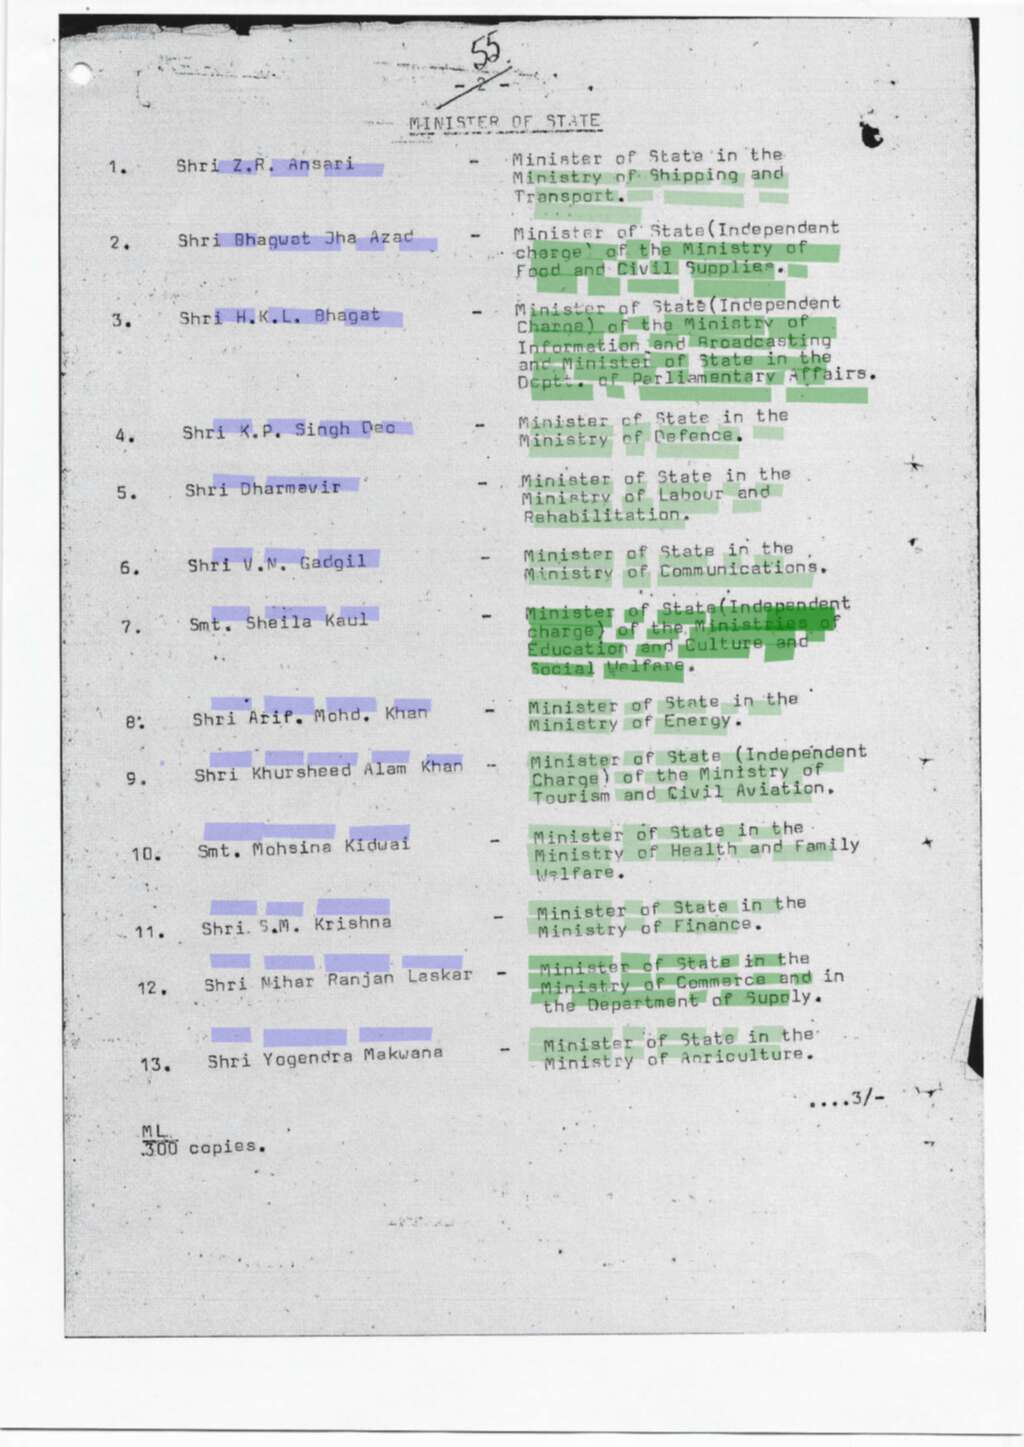 55.
- 2 -
MINISTER OF STATE
1. Shri Z.R. Ansari - Minister of State in the
Ministry of Shipping and
Transport.
2. Shri Bhagwat Jha Azad - Minister of State(Independent
charge) of the Ministry of
Food and Civil Supplies.
3. Shri H.K.L. Bhagat - Minister of State(Independent
Charge) of the Ministry of
Information and Broadcasting
and Minister of State in the
Deptt. of Parliamentary Affairs.
4. Shri K.P. Singh Deo - Minister of State in the
Ministry of Defence.
5. Shri Dharmavir - Minister of State in the
Ministry of Labour and
Rehabilitation.
6. Shri V.N. Gadgil - Minister of State in the
Ministry of Communications.
7. Smt. Sheila Kaul - Minister of State(Independent
charge) of the Ministries of
Education and Culture and
Social Welfare.
8. Shri Arif. Mohd. Khan - Minister of State in the
Ministry of Energy.
9. Shri Khursheed Alam Khan - Minister of State (Independent
Charge) of the Ministry of
Tourism and Civil Aviation.
10. Smt. Mohsina Kidwai - Minister of State in the
Ministry of Health and Family
Welfare.
11. Shri. S.M. Krishna - Minister of State in the
Ministry of Finance.
12. Shri Nihar Ranjan Laskar - Minister of State in the
Ministry of Commerce and in
the Department of Supply.
13. Shri Yogendra Makwana - Minister of State in the
Ministry of Agriculture.
....3/-
ML
300 copies.